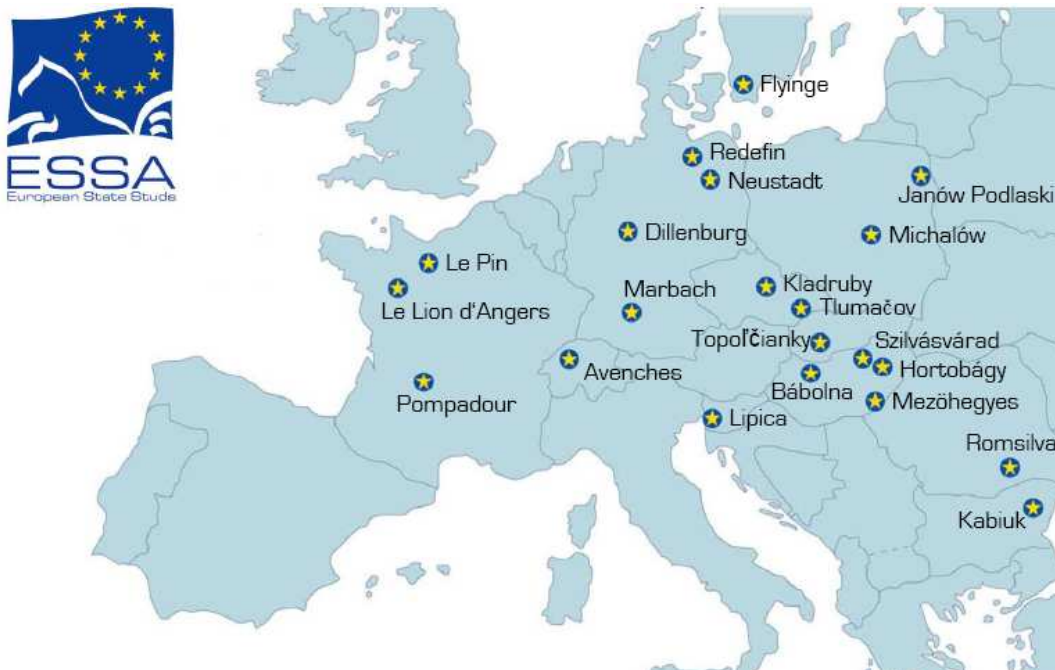 ESSA
European State Studs
Flyinge
Redefin
Neustadt
Janów Podlaski
Dillenburg
Michalów
Le Pin
Le Lion d'Angers
Marbach
Kladruby
Tlumačov
Topoľčianky
Szilvásvárad
Avenches
Hortobágy
Bábolna
Pompadour
Mezöhegyes
Lipica
Romsilva
Kabiuk